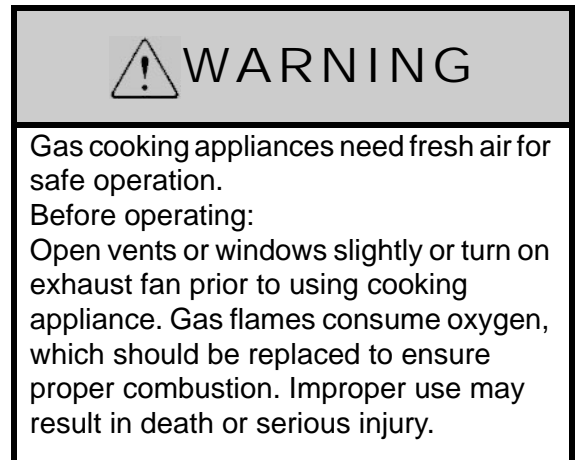 WARNING
Gas cooking appliances need fresh air for
safe operation.
Before operating:
Open vents or windows slightly or turn on
exhaust fan prior to using cooking
appliance. Gas flames consume oxygen,
which should be replaced to ensure
proper combustion. Improper use may
result in death or serious injury.